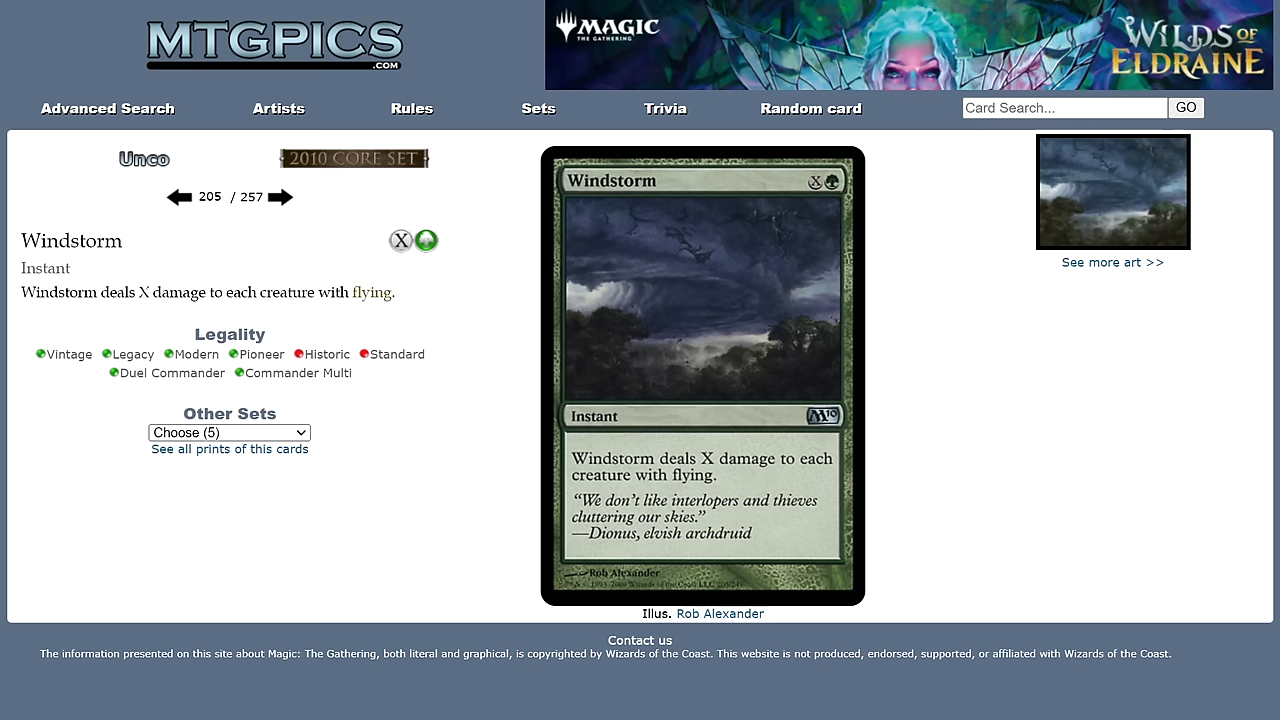 MTGPICS
.COM
MAGIC
THE GATHERING
WILDS OF
ELDRAINE
Advanced Search
Artists
Rules
Sets
Trivia
Random card
Card Search...
GO
Unco
2010 CORE SET
205 / 257
Windstorm
X
Instant
Windstorm deals X damage to each creature with flying.
Legality
Vintage Legacy Modern Pioneer Historic Standard
Duel Commander Commander Multi
Other Sets
Choose (5)
See all prints of this cards
Windstorm
X
Instant
M10
Windstorm deals X damage to each
creature with flying.
“We don’t like interlopers and thieves
cluttering our skies.”
—Dionus, elvish archdruid
Rob Alexander
Illus. Rob Alexander
See more art >>
Contact us
The information presented on this site about Magic: The Gathering, both literal and graphical, is copyrighted by Wizards of the Coast. This website is not produced, endorsed, supported, or affiliated with Wizards of the Coast.